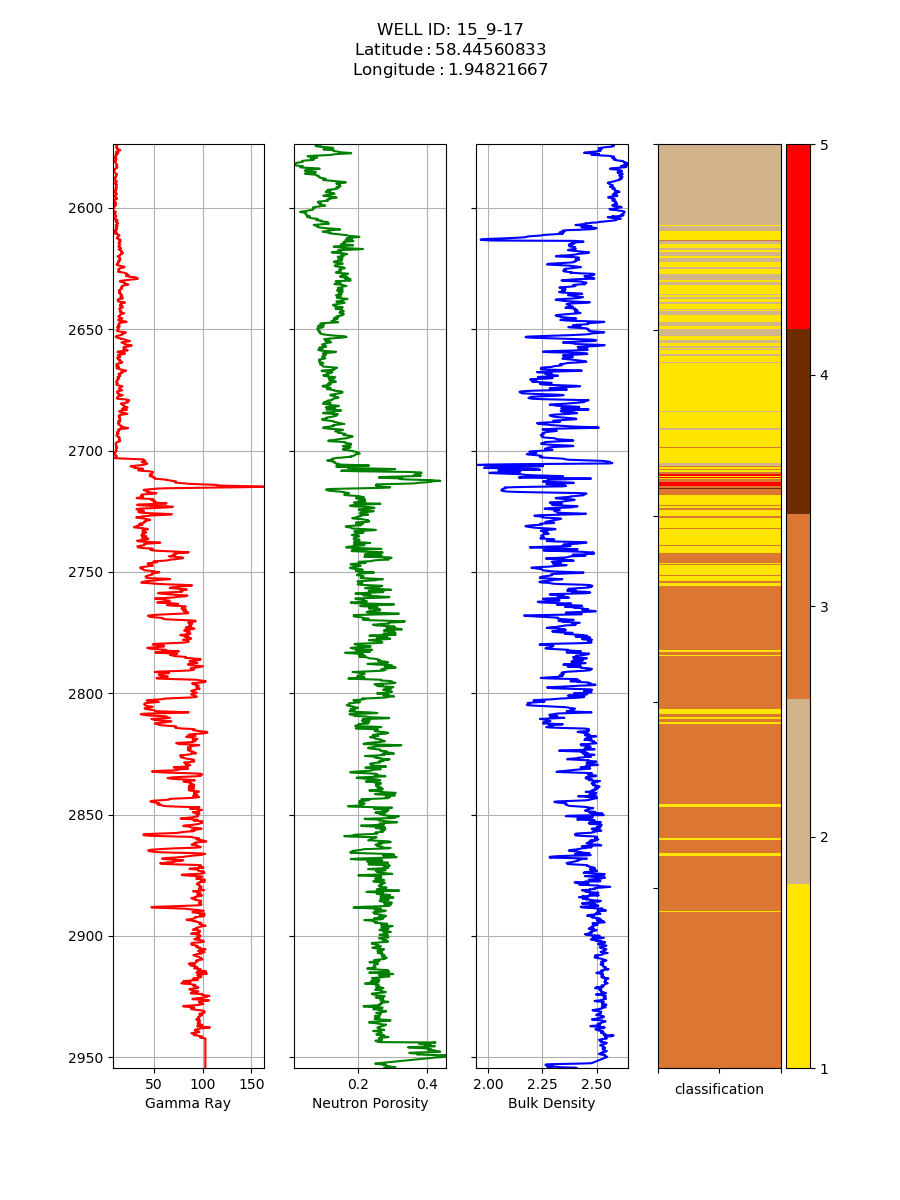 WELL ID: 15_9-17
Latitude : 58.44560833
Longitude : 1.94821667
2600
2650
2700
2750
2800
2850
2900
2950
50 100 150
Gamma Ray
0.2 0.4
Neutron Porosity
2.00 2.25 2.50
Bulk Density
classification
5
4
3
2
1